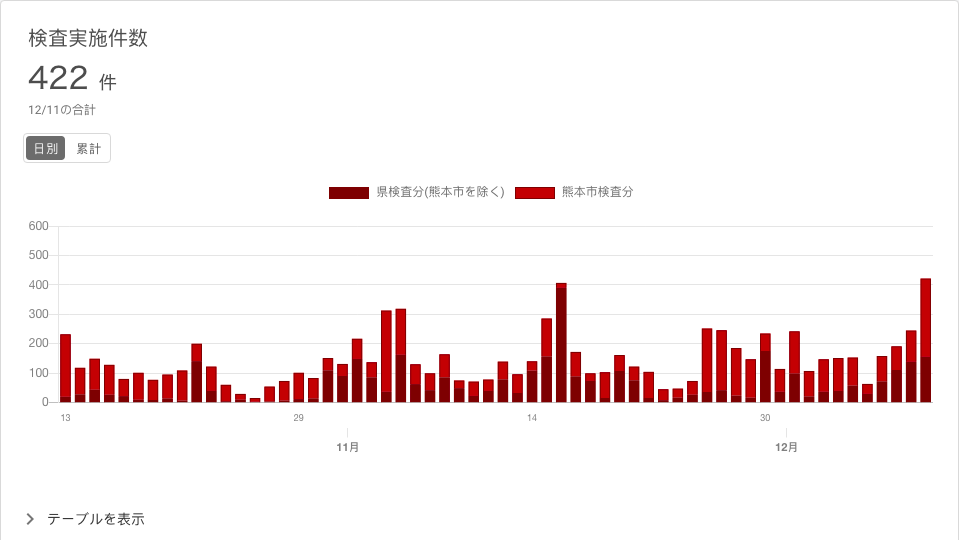 検査実施件数
422 件
12/11の合計
日別 累計
県検査分(熊本市を除く) 熊本市検査分
600
500
400
300
200
100
0
13 29 14 30
11月 12月
テーブルを表示